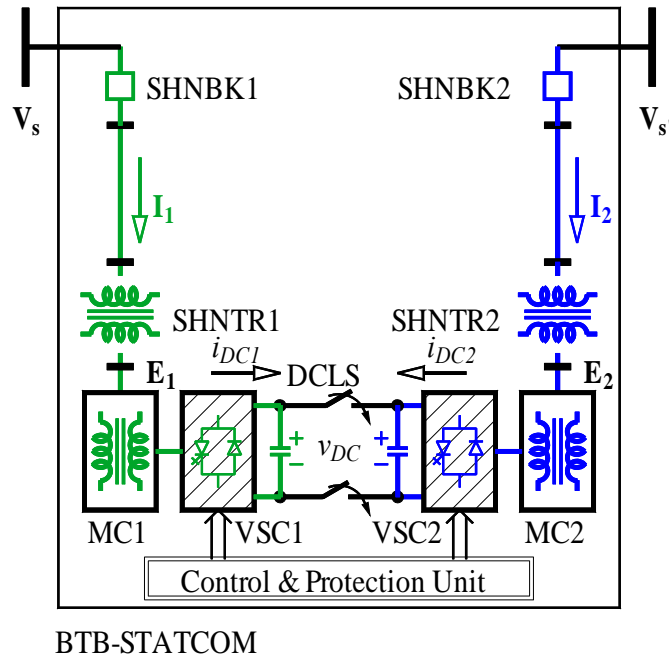 SHNBK1 SHNBK2
Vs Vs'
I1 I2
SHNTR1 SHNTR2
iDC1 iDC2
E1 DCLS E2
+ vDC +
− −
MC1 VSC1 VSC2 MC2
Control & Protection Unit
BTB-STATCOM